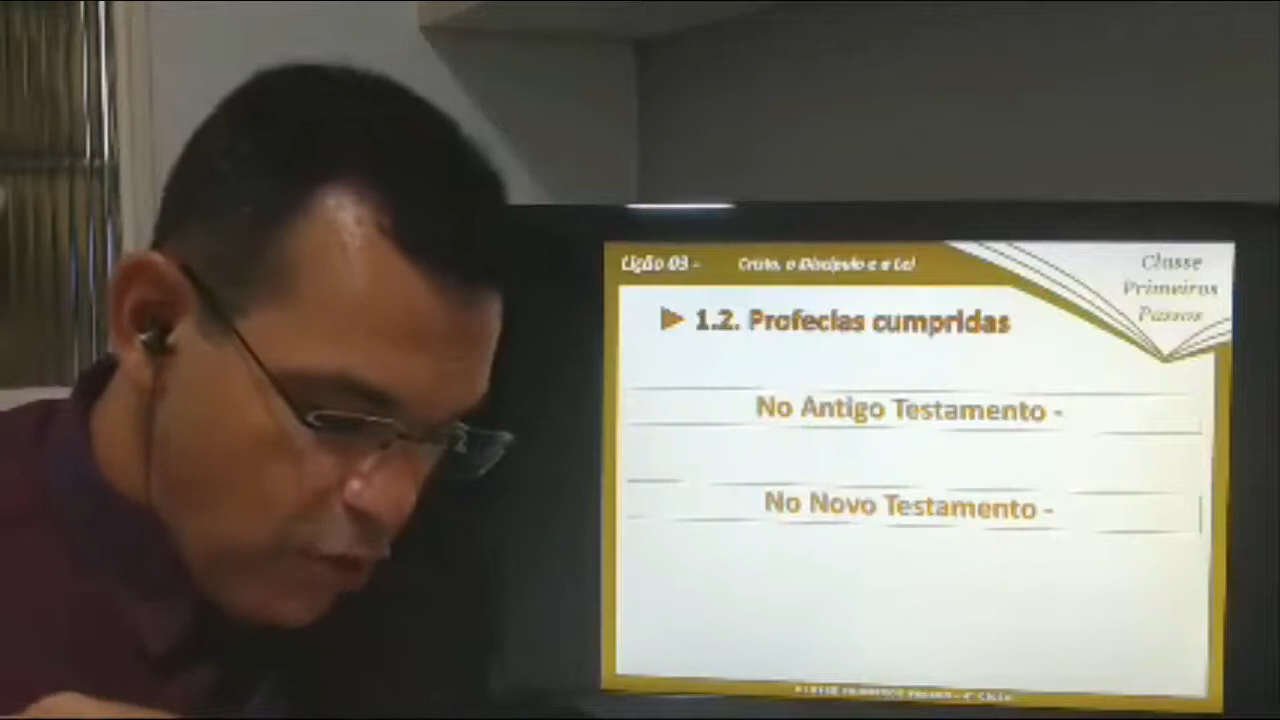 Lição 03 - Cristo, o Discípulo e a Lei
Classe
Primeiros
Passos
1.2. Profecias cumpridas
No Antigo Testamento -
No Novo Testamento -